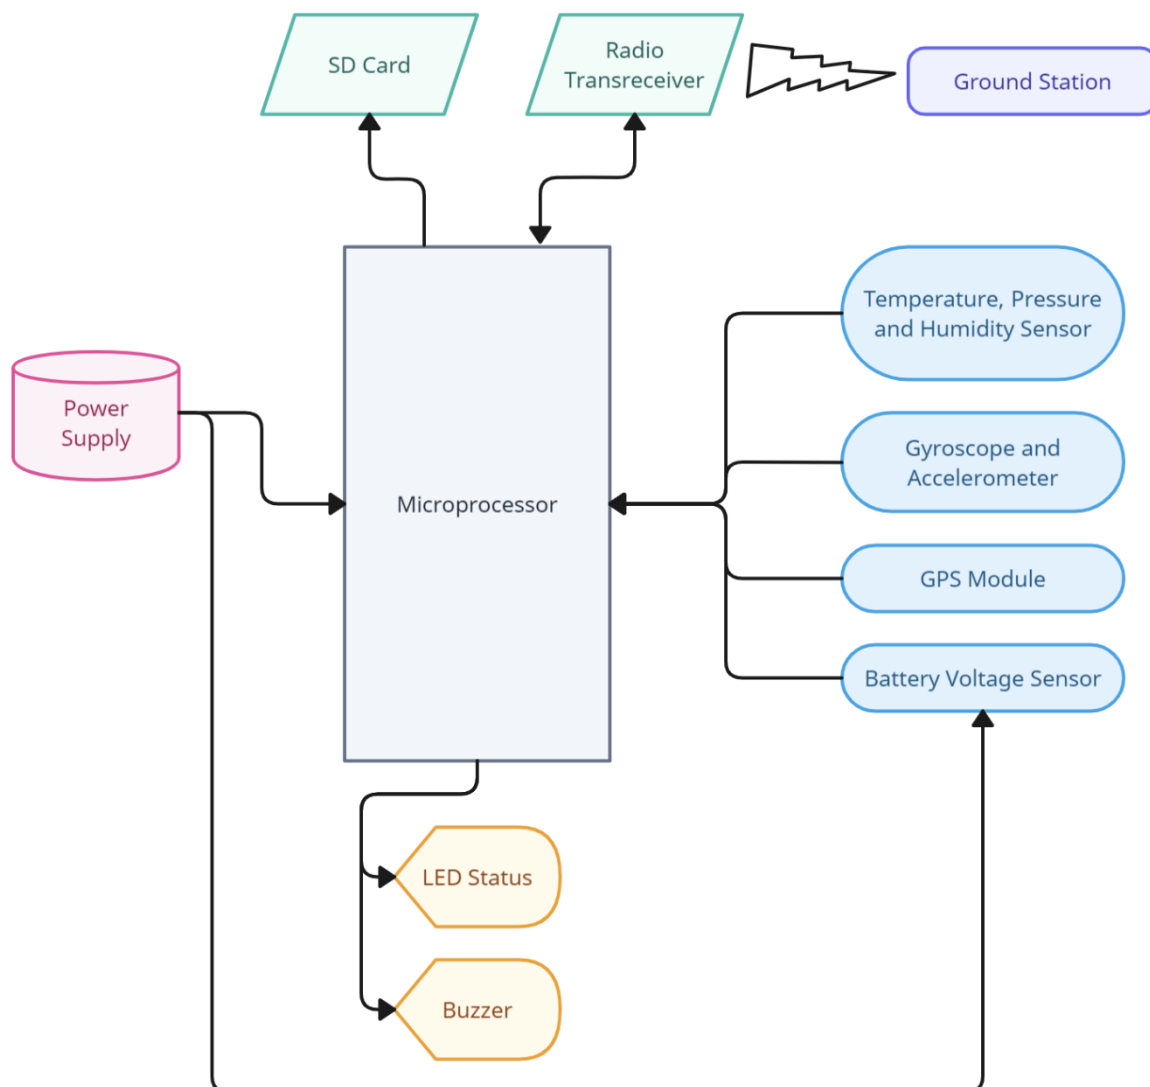 SD Card
Radio
Transreceiver
Ground Station
Temperature, Pressure
and Humidity Sensor
Power
Supply
Gyroscope and
Accelerometer
Microprocessor
GPS Module
Battery Voltage Sensor
LED Status
Buzzer